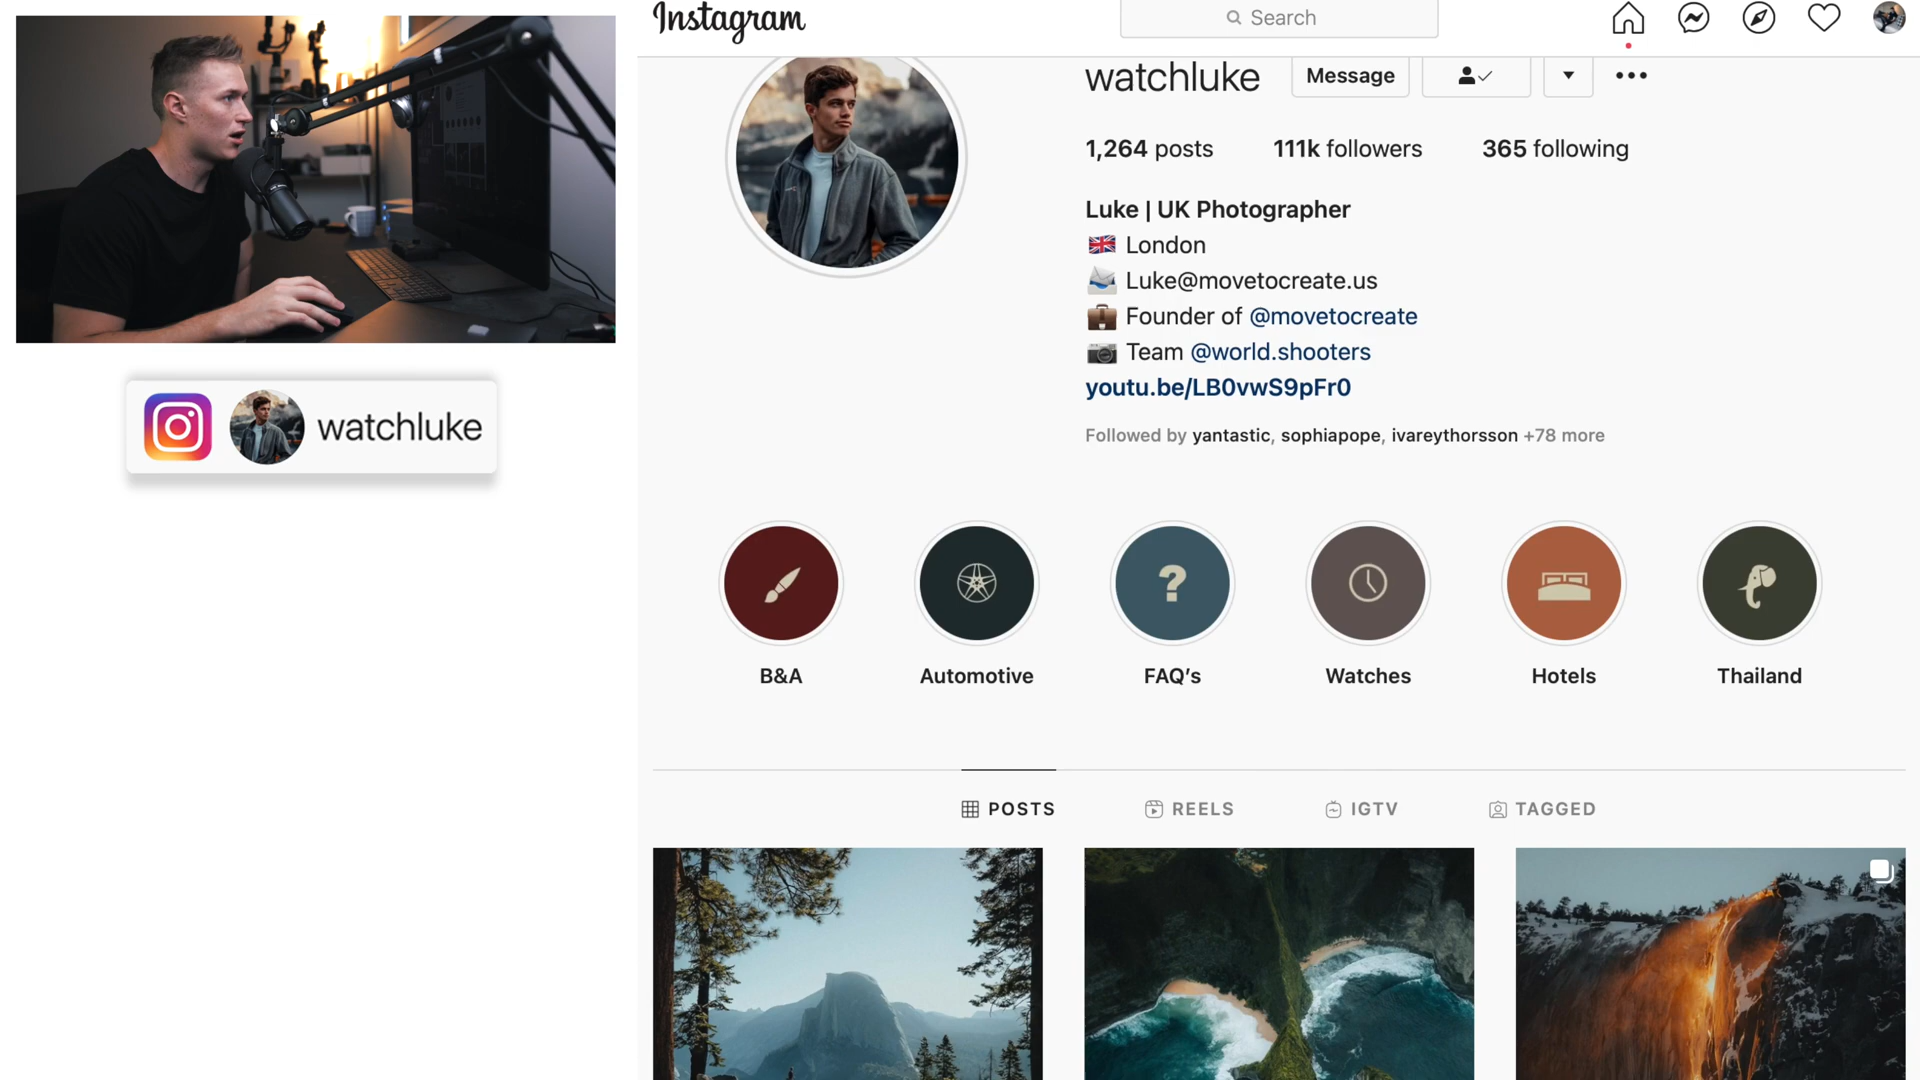 Instagram
Search
watchluke
Message
1,264 posts
111k followers
365 following
Luke | UK Photographer
London
Luke@movetocreate.us
Founder of @movetocreate
Team @world.shooters
youtu.be/LB0vwS9pFr0
Followed by yantastic, sophiapope, ivareythorsson +78 more
watchluke
B&A
Automotive
?
FAQ’s
Watches
Hotels
Thailand
POSTS
REELS
IGTV
TAGGED